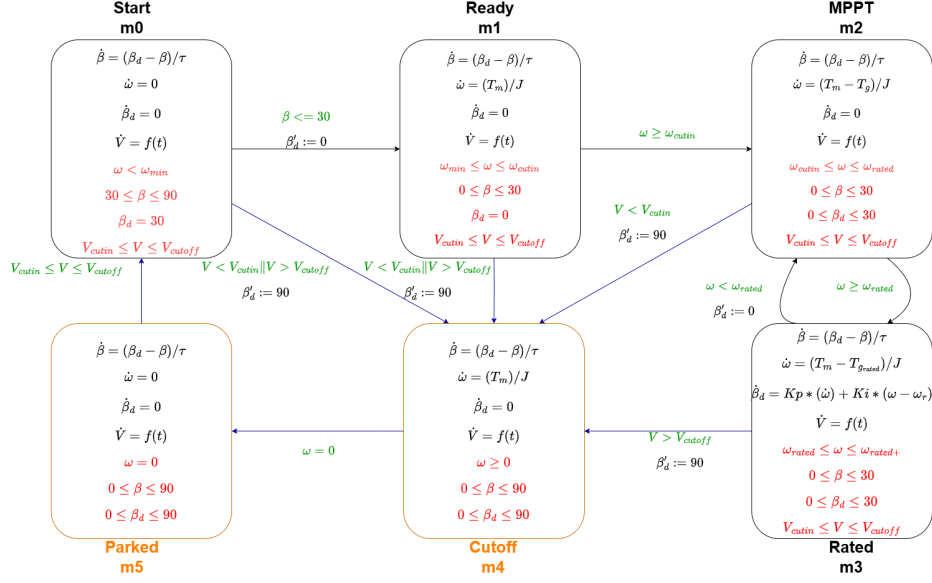 Start
m0
β̇ = (β_d − β)/τ
ω̇ = 0
β̇_d = 0
V̇ = f(t)
ω < ω_min
30 ≤ β ≤ 90
β_d = 30
V_cutin ≤ V ≤ V_cutoff
β <= 30
β′_d := 0
Ready
m1
β̇ = (β_d − β)/τ
ω̇ = (T_m)/J
β̇_d = 0
V̇ = f(t)
ω_min ≤ ω ≤ ω_cutin
0 ≤ β ≤ 30
β_d = 0
V_cutin ≤ V ≤ V_cutoff
ω ≥ ω_cutin
MPPT
m2
β̇ = (β_d − β)/τ
ω̇ = (T_m − T_g)/J
β̇_d = 0
V̇ = f(t)
ω_cutin ≤ ω ≤ ω_rated
0 ≤ β ≤ 30
0 ≤ β_d ≤ 30
V_cutin ≤ V ≤ V_cutoff
V < V_cutin
β′_d := 90
V_cutin ≤ V ≤ V_cutoff
V < V_cutin‖V > V_cutoff
β′_d := 90
V < V_cutin‖V > V_cutoff
β′_d := 90
ω < ω_rated
β′_d := 0
ω ≥ ω_rated
β̇ = (β_d − β)/τ
ω̇ = 0
β̇_d = 0
V̇ = f(t)
ω = 0
0 ≤ β ≤ 90
0 ≤ β_d ≤ 90
Parked
m5
ω = 0
β̇ = (β_d − β)/τ
ω̇ = (T_m)/J
β̇_d = 0
V̇ = f(t)
ω ≥ 0
0 ≤ β ≤ 90
0 ≤ β_d ≤ 90
Cutoff
m4
V > V_cutoff
β′_d := 90
β̇ = (β_d − β)/τ
ω̇ = (T_m − T_g_rated)/J
β̇_d = Kp * (ω̇) + Ki * (ω − ω_r)
V̇ = f(t)
ω_rated ≤ ω ≤ ω_rated+
0 ≤ β ≤ 30
0 ≤ β_d ≤ 30
V_cutin ≤ V ≤ V_cutoff
Rated
m3